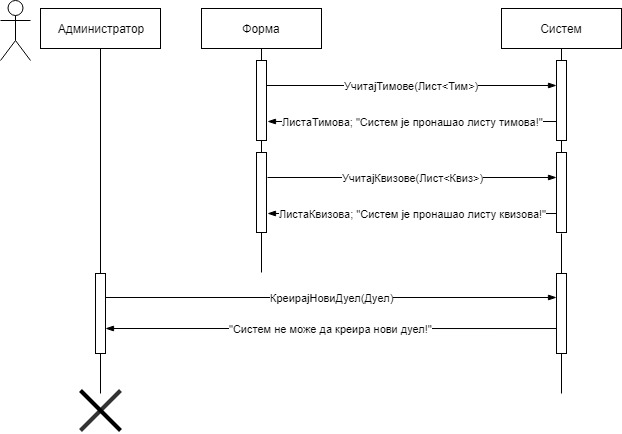 Администратор
Форма
Систем
УчитајТимове(Лист<Тим>)
ЛистаТимова; "Систем је пронашао листу тимова!"
УчитајКвизове(Лист<Квиз>)
ЛистаКвизова; "Систем је пронашао листу квизова!"
КреирајНовиДуел(Дуел)
"Систем не може да креира нови дуел!"